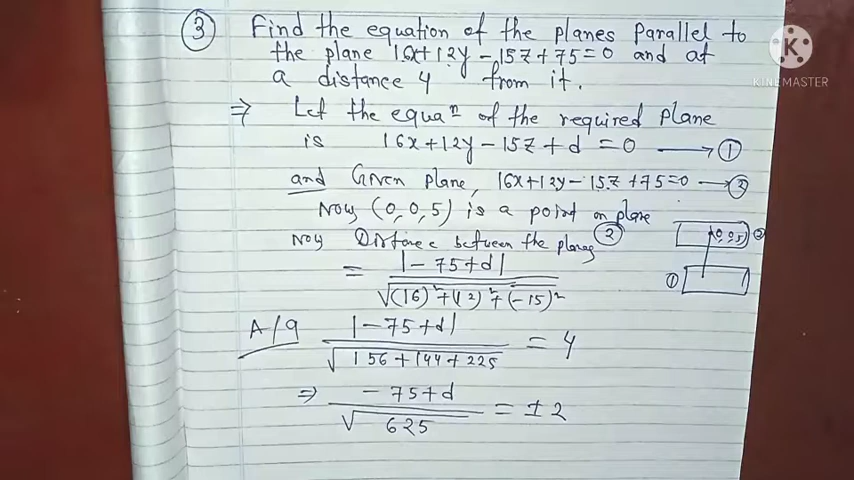 ③ Find the equation of the planes parallel to
the plane 16x+12y-15z+75=0 and at
a distance 4 from it.
⇒ Let the equaⁿ of the required plane
is 16x+12y-15z+d=0 → ①
and Given plane, 16x+12y-15z+75=0 → ②
Now (0,0,5) is a point on plane ②
Now Distance between the planes
= |-75+d| / √(16)²+(12)²+(-15)²
A/q |-75+d| / √156+144+225 = 4
⇒ -75+d / √625 = ±2
(0,0,5) ②
①
K
KINEMASTER